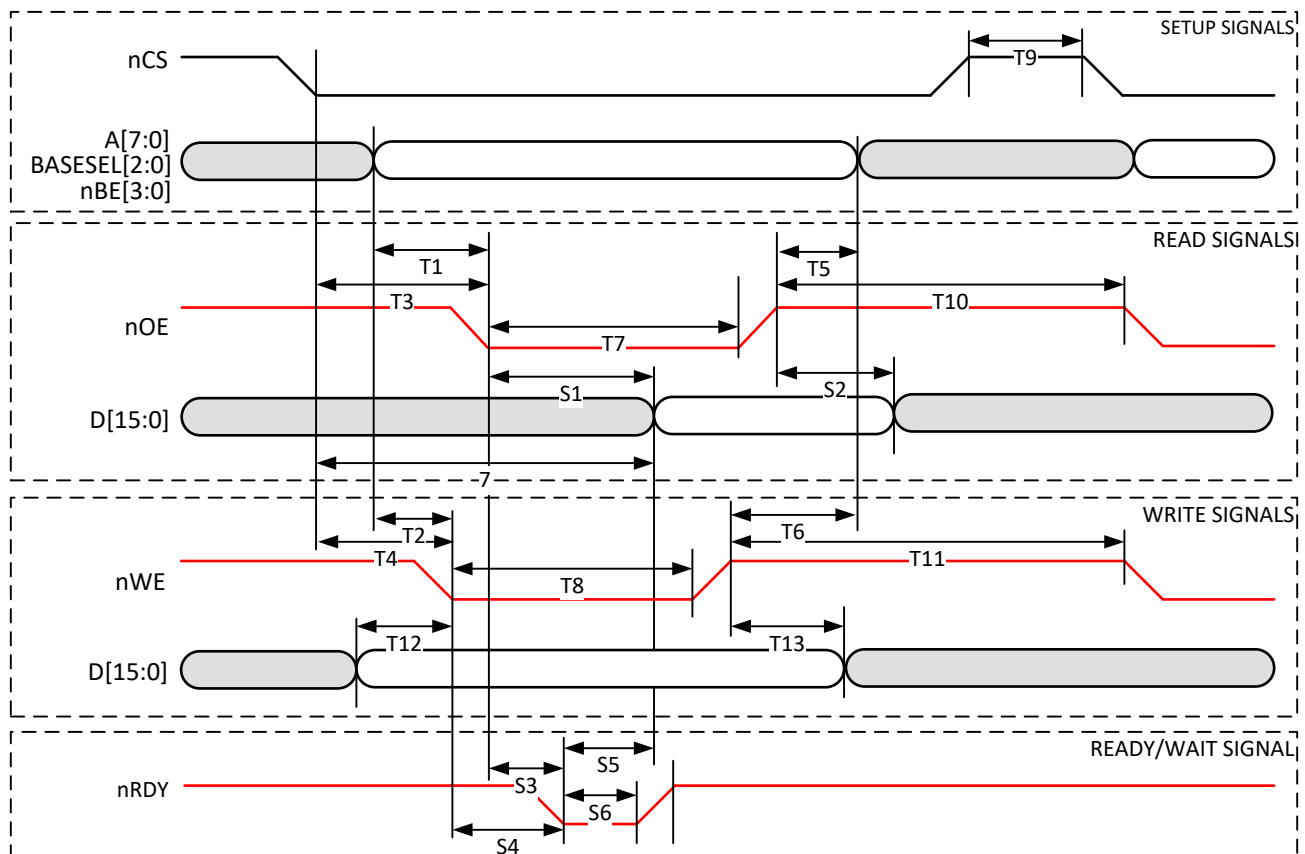 SETUP SIGNALS
nCS
T9
A[7:0]
BASESEL[2:0]
nBE[3:0]
READ SIGNALS
T1
T5
nOE
T3
T10
T7
S1
S2
D[15:0]
7
WRITE SIGNALS
T2
T6
nWE
T4
T8
T11
T12
T13
D[15:0]
READY/WAIT SIGNAL
S5
nRDY
S3
S6
S4